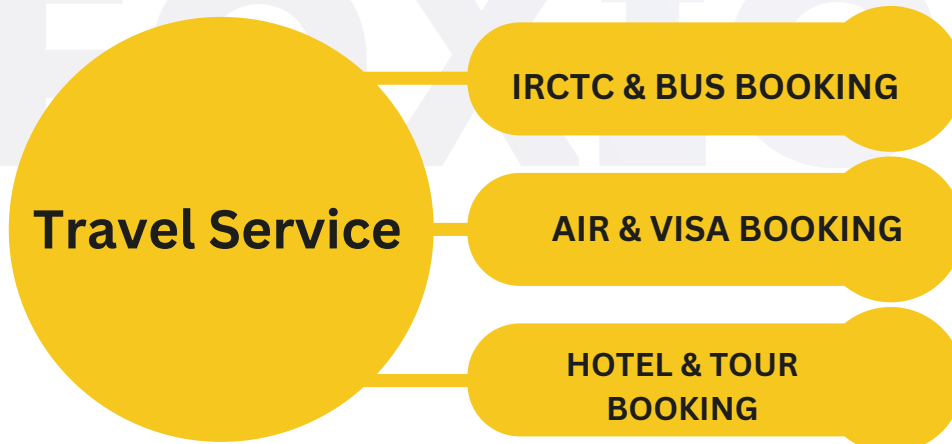 IRCTC & BUS BOOKING
Travel Service
AIR & VISA BOOKING
HOTEL & TOUR
BOOKING